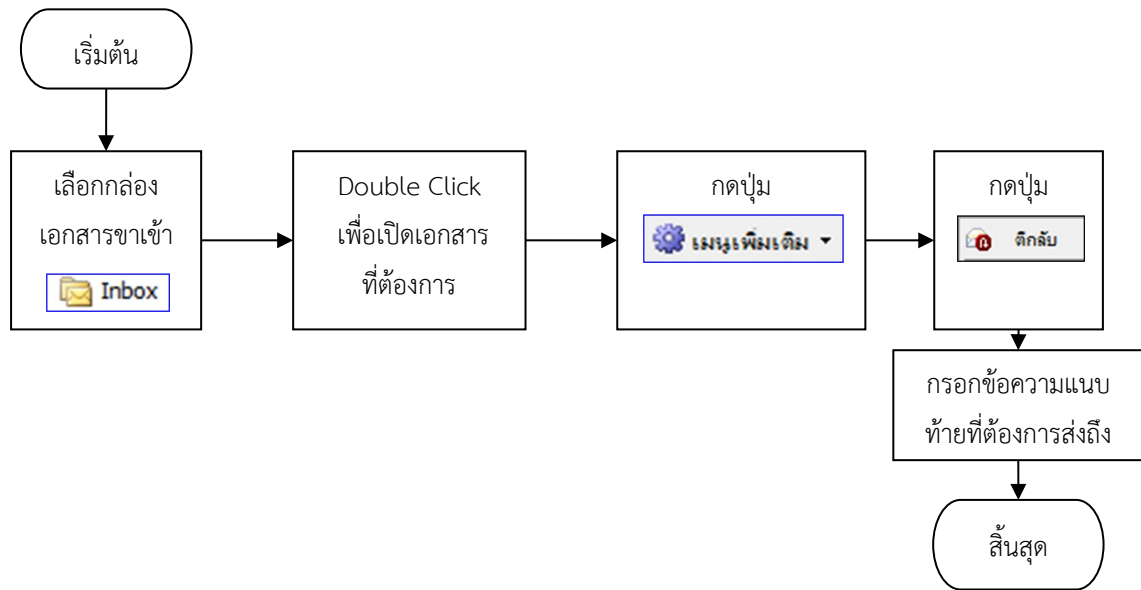 เริ่มต้น
เลือกกล่อง
เอกสารขาเข้า
Inbox
Double Click
เพื่อเปิดเอกสาร
ที่ต้องการ
กดปุ่ม
เมนูเพิ่มเติม
กดปุ่ม
ตีกลับ
กรอกข้อความแนบ
ท้ายที่ต้องการส่งถึง
สิ้นสุด